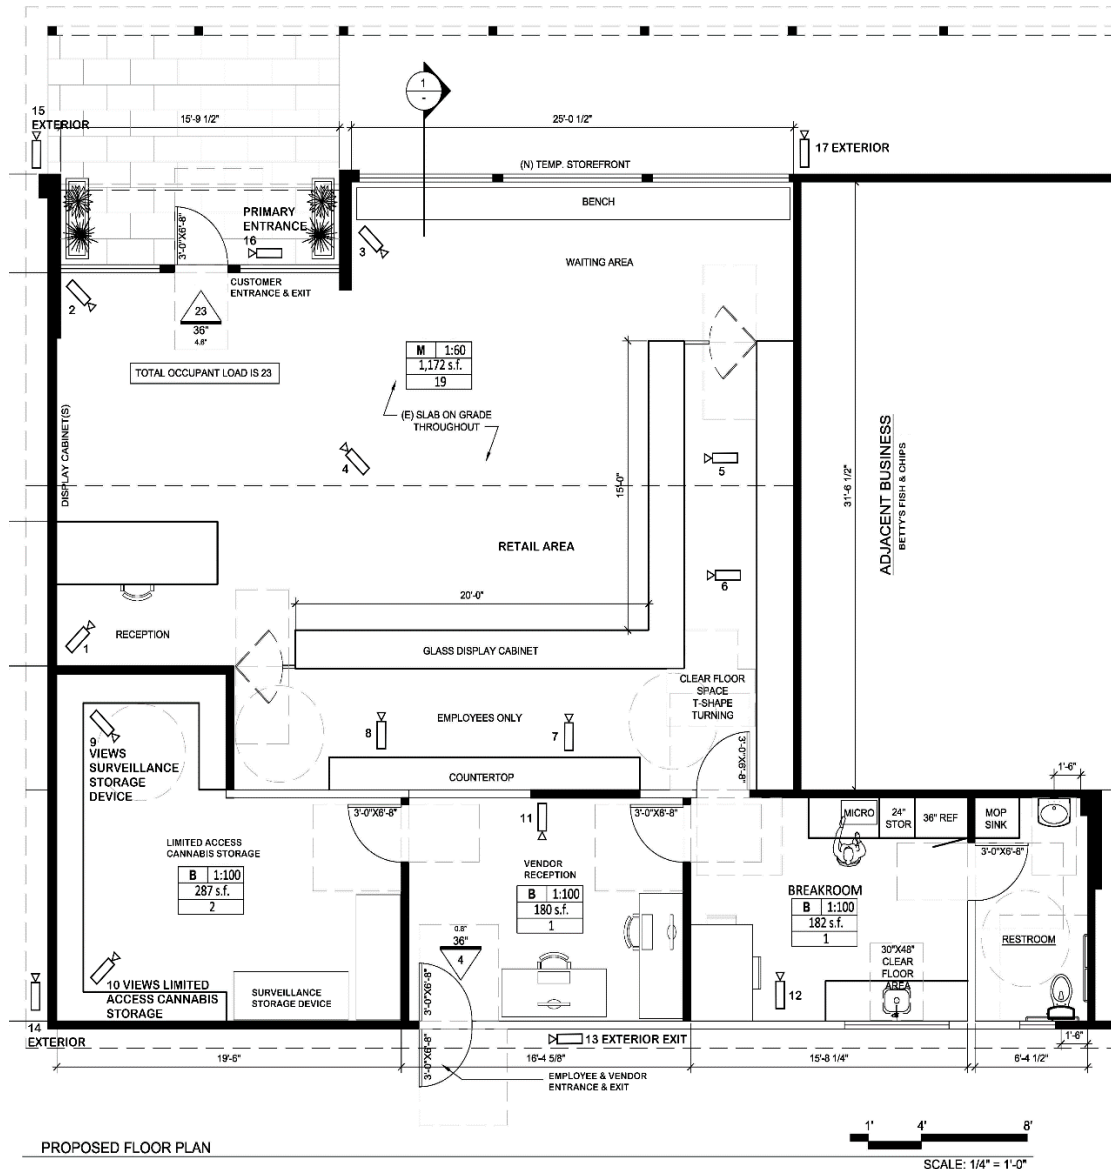 1
-
15
EXTERIOR
15'-9 1/2"
25'-0 1/2"
17 EXTERIOR
(N) TEMP. STOREFRONT
BENCH
PRIMARY
ENTRANCE
16
3'-0"X6'-8"
3
WAITING AREA
CUSTOMER
ENTRANCE & EXIT
2
23
36"
4.6"
M 1:60
1,172 s.f.
19
TOTAL OCCUPANT LOAD IS 23
(E) SLAB ON GRADE
THROUGHOUT
DISPLAY CABINET(S)
4
5
15'-0"
31'-6 1/2"
ADJACENT BUSINESS
BETTY'S FISH & CHIPS
RETAIL AREA
6
20'-0"
RECEPTION
1
GLASS DISPLAY CABINET
CLEAR FLOOR
SPACE
T-SHAPE
TURNING
EMPLOYEES ONLY
8
7
9
VIEWS
SURVEILLANCE
STORAGE
DEVICE
3'-0"X6'-8"
COUNTERTOP
1'-6"
3'-0"X6'-8"
11
3'-0"X6'-8"
MICRO
24"
STOR
36" REF
MOP
SINK
3'-0"X6'-8"
LIMITED ACCESS
CANNABIS STORAGE
B 1:100
287 s.f.
2
VENDOR
RECEPTION
B 1:100
180 s.f.
1
BREAKROOM
B 1:100
182 s.f.
1
0.8"
36"
4
30"X48"
CLEAR
FLOOR
AREA
RESTROOM
10 VIEWS LIMITED
ACCESS CANNABIS
STORAGE
SURVEILLANCE
STORAGE DEVICE
3'-0"X6'-8"
12
14
EXTERIOR
13 EXTERIOR EXIT
1'-6"
3'-0"X6'-8"
19'-6"
16'-4 5/8"
15'-8 1/4"
6'-4 1/2"
EMPLOYEE & VENDOR
ENTRANCE & EXIT
PROPOSED FLOOR PLAN
1' 4' 8'
SCALE: 1/4" = 1'-0"